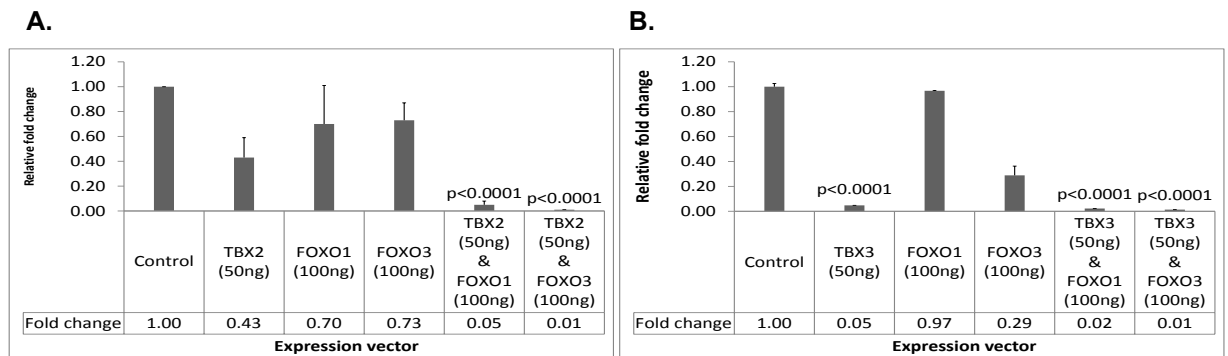 A.
Relative fold change
1.20
1.00
0.80
0.60
0.40
0.20
0.00
p<0.0001 p<0.0001
Control
TBX2
(50ng)
FOXO1
(100ng)
FOXO3
(100ng)
TBX2
(50ng)
&
FOXO1
(100ng)
TBX2
(50ng)
&
FOXO3
(100ng)
Fold change 1.00 0.43 0.70 0.73 0.05 0.01
Expression vector
B.
Relative fold change
1.20
1.00
0.80
0.60
0.40
0.20
0.00
p<0.0001 p<0.0001 p<0.0001
Control
TBX3
(50ng)
FOXO1
(100ng)
FOXO3
(100ng)
TBX3
(50ng)
&
FOXO1
(100ng)
TBX3
(50ng)
&
FOXO3
(100ng)
Fold change 1.00 0.05 0.97 0.29 0.02 0.01
Expression vector